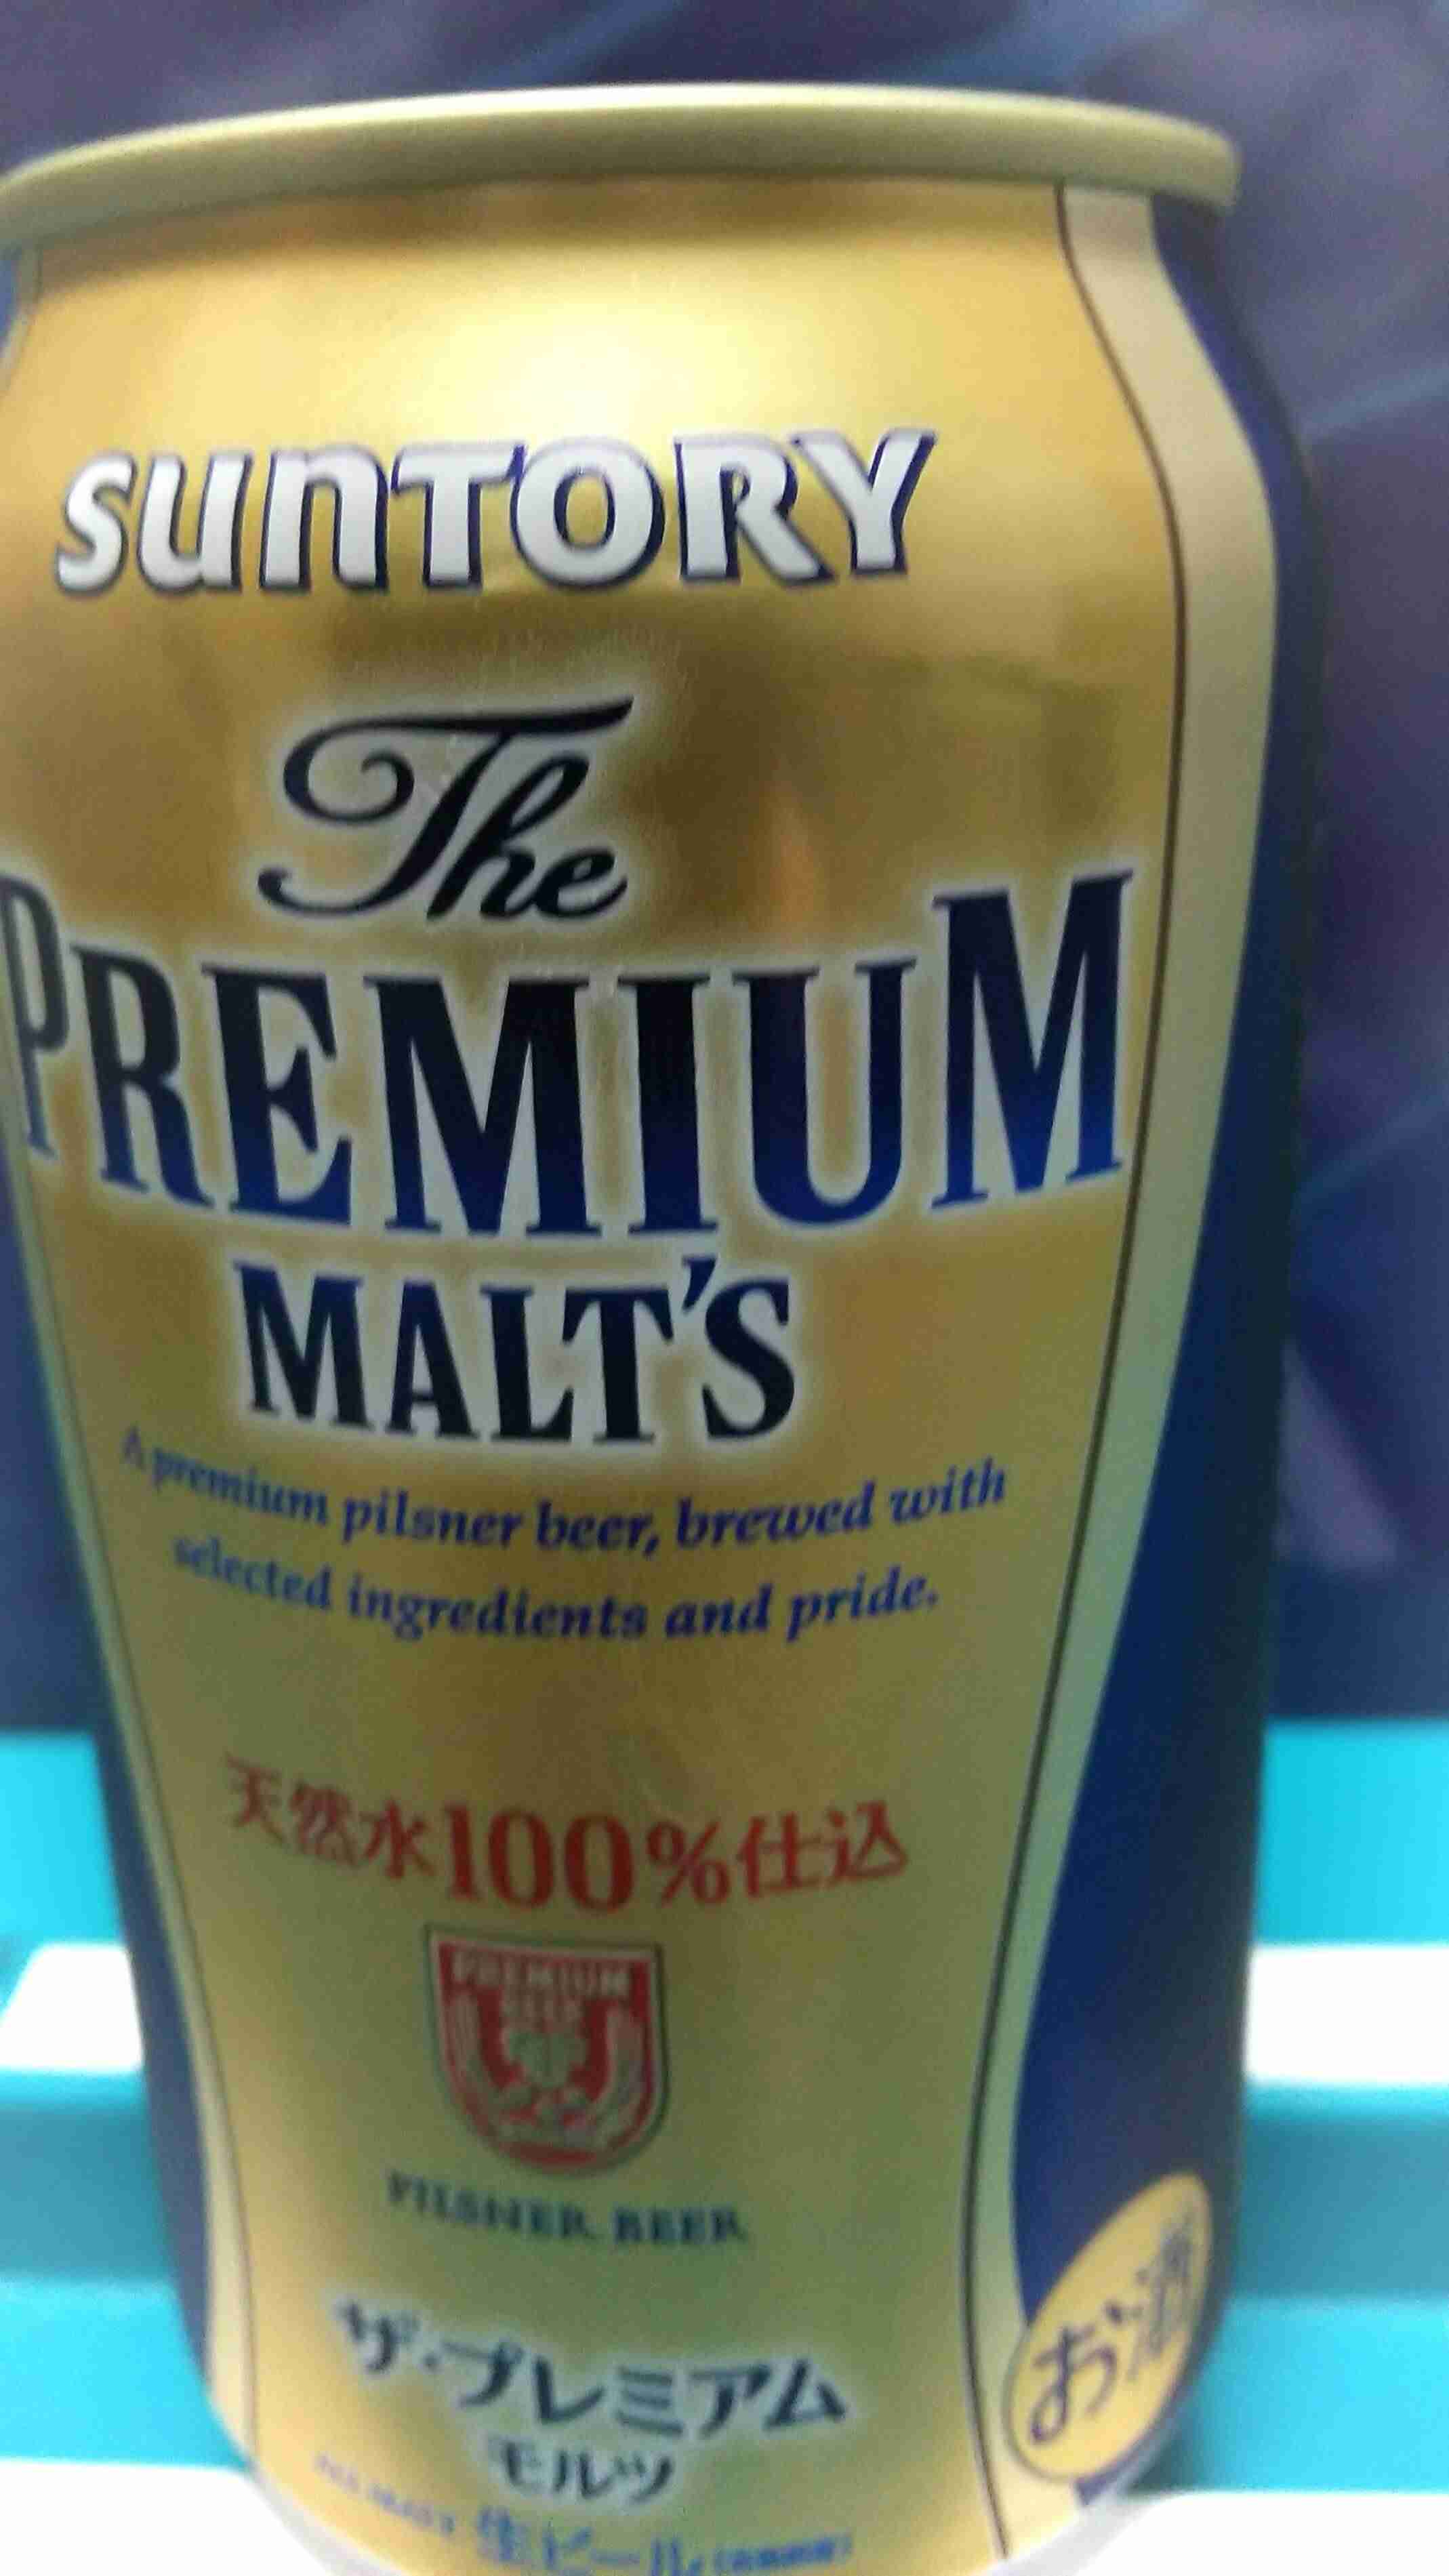 SUNTORY
The
PREMIUM
MALT'S
A premium pilsner beer, brewed with
selected ingredients and pride.
天然水100%仕込
PREMIUM
BEER
PILSNER BEER
ザ・プレミアム
モルツ
お酒
生ビール